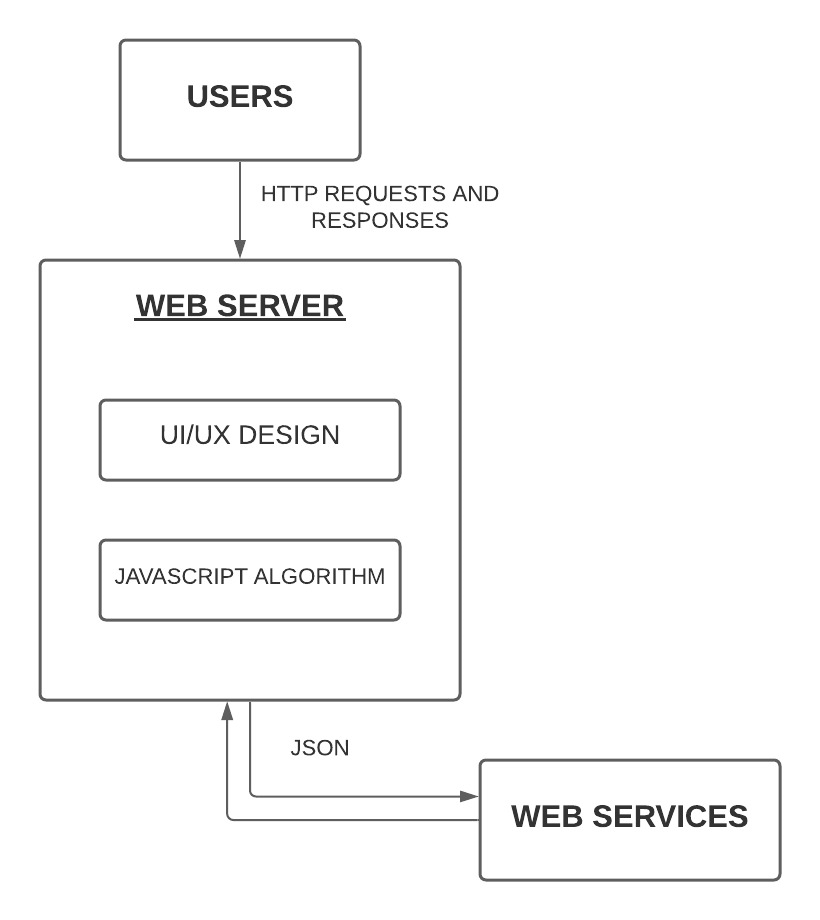 USERS
HTTP REQUESTS AND
RESPONSES
WEB SERVER
UI/UX DESIGN
JAVASCRIPT ALGORITHM
JSON
WEB SERVICES